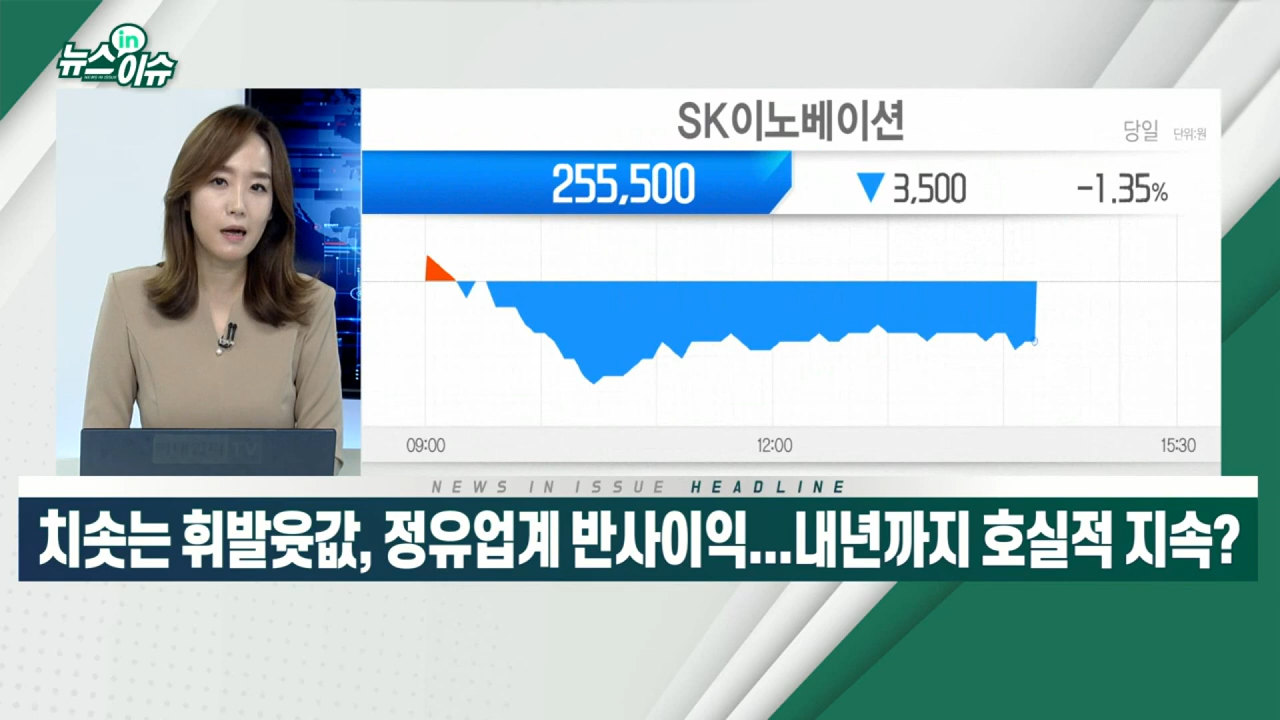 뉴스 in 이슈
SK이노베이션
당일 단위:원
255,500 ▼ 3,500 -1.35%
09:00 12:00 15:30
NEWS IN ISSUE HEADLINE
치솟는 휘발윳값, 정유업계 반사이익...내년까지 호실적 지속?